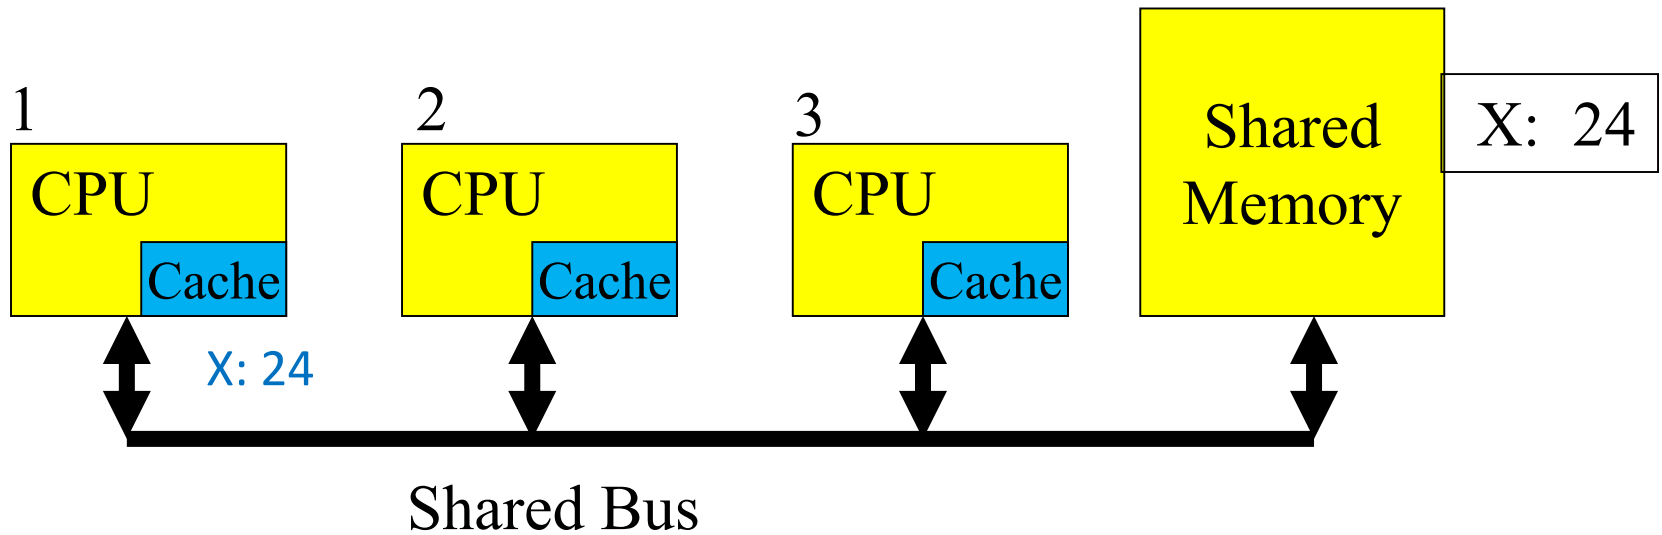 1
CPU
Cache
X: 24
2
CPU
Cache
3
CPU
Cache
Shared
Memory
X: 24
Shared Bus